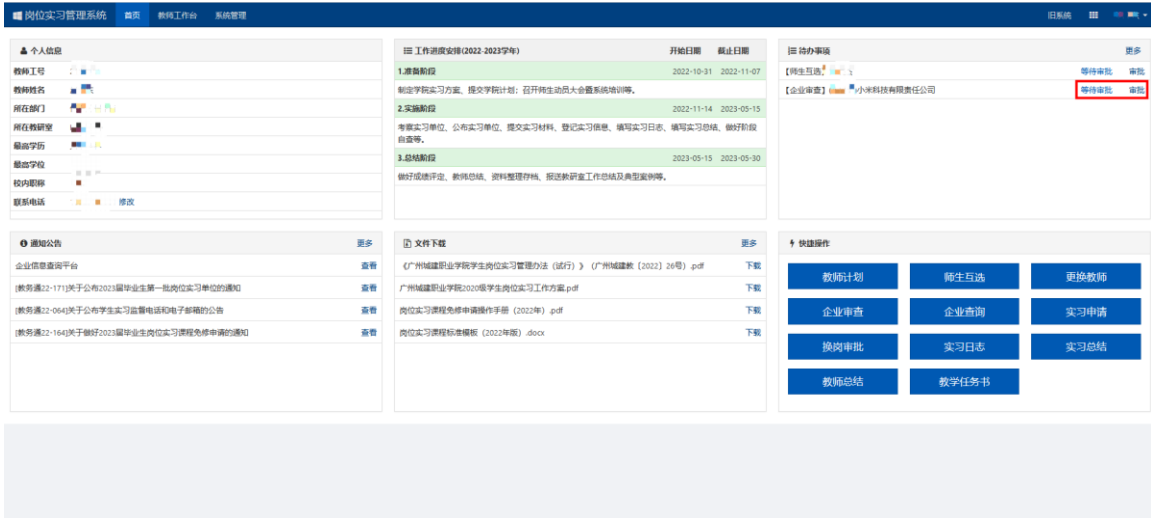 岗位实习管理系统 首页 教师工作台 系统管理 旧系统
个人信息
教师工号
教师姓名
所在部门
所在教研室
最高学历
最高学位
校内职称
联系电话 修改
工作进度安排(2022-2023学年) 开始日期 截止日期
1.准备阶段 2022-10-31 2022-11-07
制定学院实习方案、提交学院计划；召开师生动员大会暨系统培训等。
2.实施阶段 2022-11-14 2023-05-15
考察实习单位、公布实习单位、提交实习材料、登记实习信息、填写实习日志、填写实习总结、做好阶段
自查等。
3.总结阶段 2023-05-15 2023-05-30
做好成绩评定、教师总结、资料整理存档、报送教研室工作总结及典型案例等。
待办事项 更多
【师生互选】 等待审批 审批
【企业审查】 小米科技有限责任公司 等待审批 审批
通知公告 更多
企业信息查询平台 查看
[教务通22-171]关于公布2023届毕业生第一批岗位实习单位的通知 查看
[教务通22-064]关于公布学生实习监督电话和电子邮箱的公告 查看
[教务通22-164]关于做好2023届毕业生岗位实习课程免修申请的通知 查看
文件下载 更多
《广州城建职业学院学生岗位实习管理办法（试行）》（广州城建教〔2022〕26号）.pdf 下载
广州城建职业学院2020级学生岗位实习工作方案.pdf 下载
岗位实习课程免修申请操作手册（2022年）.pdf 下载
岗位实习课程标准模板（2022年版）.docx 下载
快捷操作
教师计划 师生互选 更换教师
企业审查 企业查询 实习申请
换岗审批 实习日志 实习总结
教师总结 教学任务书